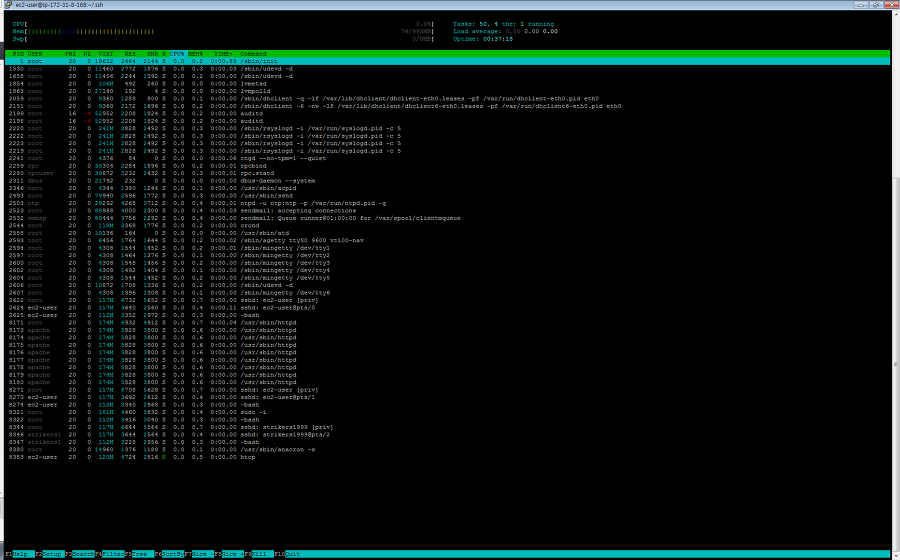 ec2-user@ip-172-31-8-168:~/.ssh
CPU[ 0.0%] Tasks: 50, 4 thr; 1 running
Mem[ 76/993MB] Load average: 0.00 0.00 0.00
Swp[ 0/0MB] Uptime: 00:37:18
PID USER PRI NI VIRT RES SHR S CPU% MEM% TIME+ Command
1 root 20 0 19632 2464 2144 S 0.0 0.2 0:00.83 /sbin/init
1530 root 20 0 11460 2772 1876 S 0.0 0.3 0:00.03 /sbin/udevd -d
1658 root 20 0 11456 2244 1392 S 0.0 0.2 0:00.00 /sbin/udevd -d
1854 root 20 0 106M 492 260 S 0.0 0.0 0:00.00 lvmetad
1863 root 20 0 27140 192 4 S 0.0 0.0 0:00.00 lvmpolld
2059 root 20 0 9360 1288 800 S 0.0 0.1 0:00.00 /sbin/dhclient -q -lf /var/lib/dhclient/dhclient-eth0.leases -pf /var/run/dhclient-eth0.pid eth0
2151 root 20 0 9360 2172 1696 S 0.0 0.2 0:00.00 /sbin/dhclient -6 -nw -lf /var/lib/dhclient/dhclient6-eth0.leases -pf /var/run/dhclient6-eth0.pid eth0
2199 root 16 -4 52952 2208 1824 S 0.0 0.2 0:00.00 auditd
2198 root 16 -4 52952 2208 1824 S 0.0 0.2 0:00.00 auditd
2220 root 20 0 241M 2828 2492 S 0.0 0.3 0:00.00 /sbin/rsyslogd -i /var/run/syslogd.pid -c 5
2222 root 20 0 241M 2828 2492 S 0.0 0.3 0:00.00 /sbin/rsyslogd -i /var/run/syslogd.pid -c 5
2223 root 20 0 241M 2828 2492 S 0.0 0.3 0:00.00 /sbin/rsyslogd -i /var/run/syslogd.pid -c 5
2219 root 20 0 241M 2828 2492 S 0.0 0.3 0:00.00 /sbin/rsyslogd -i /var/run/syslogd.pid -c 5
2241 root 20 0 4376 84 0 S 0.0 0.0 0:00.06 rngd --no-tpm=1 --quiet
2259 rpc 20 0 35304 2284 1896 S 0.0 0.2 0:00.01 rpcbind
2280 rpcuser 20 0 39872 3232 2432 S 0.0 0.3 0:00.01 rpc.statd
2311 dbus 20 0 21792 232 0 S 0.0 0.0 0:00.00 dbus-daemon --system
2346 root 20 0 4344 1380 1244 S 0.0 0.1 0:00.00 /usr/sbin/acpid
2493 root 20 0 79940 2596 1772 S 0.0 0.3 0:00.00 /usr/sbin/sshd
2503 ntp 20 0 29292 4268 3712 S 0.0 0.4 0:00.01 ntpd -u ntp:ntp -p /var/run/ntpd.pid -g
2523 root 20 0 88988 4000 2300 S 0.0 0.4 0:00.03 sendmail: accepting connections
2532 smmsp 20 0 80444 3756 2292 S 0.0 0.4 0:00.00 sendmail: Queue runner@01:00:00 for /var/spool/clientmqueue
2544 root 20 0 118M 2368 1776 S 0.0 0.2 0:00.00 crond
2558 root 20 0 19136 164 0 S 0.0 0.0 0:00.00 /usr/sbin/atd
2593 root 20 0 6456 1764 1644 S 0.0 0.2 0:00.02 /sbin/agetty ttyS0 9600 vt100-nav
2594 root 20 0 4308 1544 1452 S 0.0 0.2 0:00.01 /sbin/mingetty /dev/tty1
2597 root 20 0 4308 1464 1376 S 0.0 0.1 0:00.00 /sbin/mingetty /dev/tty2
2600 root 20 0 4308 1548 1456 S 0.0 0.2 0:00.00 /sbin/mingetty /dev/tty3
2602 root 20 0 4308 1492 1404 S 0.0 0.1 0:00.00 /sbin/mingetty /dev/tty4
2604 root 20 0 4308 1544 1452 S 0.0 0.2 0:00.00 /sbin/mingetty /dev/tty5
2606 root 20 0 10872 1708 1336 S 0.0 0.2 0:00.00 /sbin/udevd -d
2607 root 20 0 4308 1396 1308 S 0.0 0.1 0:00.00 /sbin/mingetty /dev/tty6
2622 root 20 0 117M 6732 5652 S 0.0 0.7 0:00.00 sshd: ec2-user [priv]
2624 ec2-user 20 0 117M 3640 2560 S 0.0 0.4 0:00.11 sshd: ec2-user@pts/0
2625 ec2-user 20 0 112M 3352 2972 S 0.0 0.3 0:00.00 -bash
8171 root 20 0 174M 6932 4912 S 0.0 0.7 0:00.04 /usr/sbin/httpd
8173 apache 20 0 174M 5828 3800 S 0.0 0.6 0:00.00 /usr/sbin/httpd
8174 apache 20 0 174M 5828 3800 S 0.0 0.6 0:00.00 /usr/sbin/httpd
8175 apache 20 0 174M 5828 3800 S 0.0 0.6 0:00.00 /usr/sbin/httpd
8176 apache 20 0 174M 5828 3800 S 0.0 0.6 0:00.00 /usr/sbin/httpd
8177 apache 20 0 174M 5828 3800 S 0.0 0.6 0:00.00 /usr/sbin/httpd
8178 apache 20 0 174M 5828 3800 S 0.0 0.6 0:00.00 /usr/sbin/httpd
8179 apache 20 0 174M 5828 3800 S 0.0 0.6 0:00.00 /usr/sbin/httpd
8180 apache 20 0 174M 5828 3800 S 0.0 0.6 0:00.00 /usr/sbin/httpd
8271 root 20 0 117M 6708 5628 S 0.0 0.7 0:00.00 sshd: ec2-user [priv]
8273 ec2-user 20 0 117M 3692 2612 S 0.0 0.4 0:00.00 sshd: ec2-user@pts/1
8274 ec2-user 20 0 112M 3340 2968 S 0.0 0.3 0:00.00 -bash
8321 root 20 0 181M 4460 3832 S 0.0 0.4 0:00.00 sudo -i
8322 root 20 0 112M 3416 3040 S 0.0 0.3 0:00.00 -bash
8344 root 20 0 117M 6644 5564 S 0.0 0.7 0:00.00 sshd: strikers1999 [priv]
8346 strikers1 20 0 117M 3644 2564 S 0.0 0.4 0:00.00 sshd: strikers1999@pts/2
8347 strikers1 20 0 112M 3228 2956 S 0.0 0.3 0:00.00 -bash
8380 root 20 0 14960 1376 1188 S 0.0 0.1 0:00.00 /usr/sbin/anacron -s
8383 ec2-user 20 0 120M 4724 2816 R 0.0 0.5 0:00.00 htop
F1Help F2Setup F3SearchF4FilterF5Tree F6SortByF7Nice -F8Nice +F9Kill F10Quit